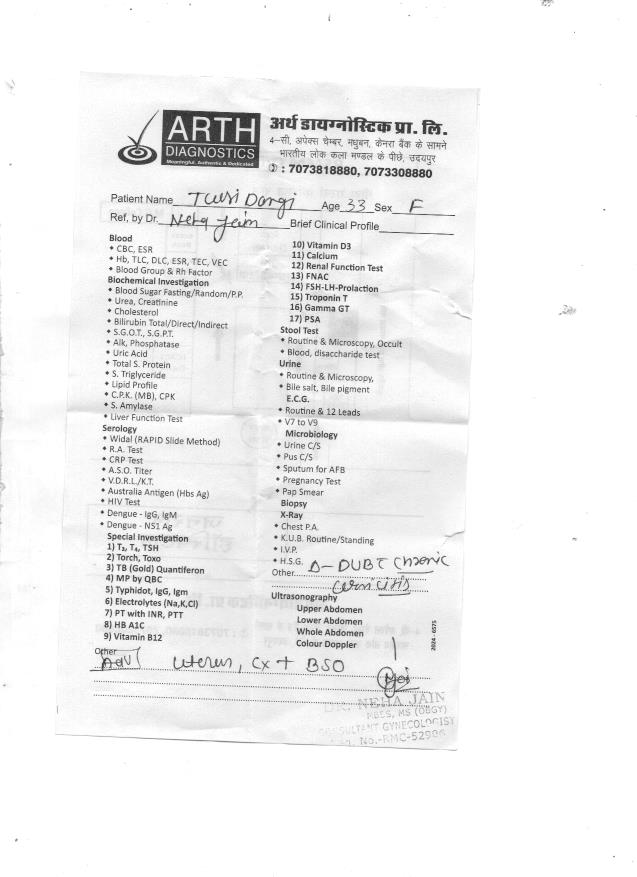 ARTH
DIAGNOSTICS
Meaningful, Authentic & Dedicated
अर्थ डायग्नोस्टिक प्रा. लि.
4-सी, अपेक्स चेम्बर, मधुबन, केनरा बैंक के सामने
भारतीय लोक कला मण्डल के पीछे, उदयपुर
: 7073818880, 7073308880
Patient Name Tulsi Dangi Age 33 Sex F
Ref, by Dr. Neha Jain Brief Clinical Profile
Blood
CBC, ESR
Hb, TLC, DLC, ESR, TEC, VEC
Blood Group & Rh Factor
Biochemical Investigation
Blood Sugar Fasting/Random/P.P.
Urea, Creatinine
Cholesterol
Bilirubin Total/Direct/Indirect
S.G.O.T., S.G.P.T.
Alk, Phosphatase
Uric Acid
Total S. Protein
S. Triglyceride
Lipid Profile
C.P.K. (MB), CPK
S. Amylase
Liver Function Test
Serology
Widal (RAPID Slide Method)
R.A. Test
CRP Test
A.S.O. Titer
V.D.R.L./K.T.
Australia Antigen (Hbs Ag)
HIV Test
Dengue - IgG, IgM
Dengue - NS1 Ag
Special Investigation
1) T₃, T₄, TSH
2) Torch, Toxo
3) TB (Gold) Quantiferon
4) MP by QBC
5) Typhidot, IgG, Igm
6) Electrolytes (Na,K,Cl)
7) PT with INR, PTT
8) HB A1C
9) Vitamin B12
10) Vitamin D3
11) Calcium
12) Renal Function Test
13) FNAC
14) FSH-LH-Prolaction
15) Troponin T
16) Gamma GT
17) PSA
Stool Test
Routine & Microscopy, Occult
Blood, disaccharide test
Urine
Routine & Microscopy,
Bile salt, Bile pigment
E.C.G.
Routine & 12 Leads
V7 to V9
Microbiology
Urine C/S
Pus C/S
Sputum for AFB
Pregnancy Test
Pap Smear
Biopsy
X-Ray
Chest P.A.
K.U.B. Routine/Standing
I.V.P.
H.S.G.
Other Δ- DUB T Chronic
cervicitis
Ultrasonography
Upper Abdomen
Lower Abdomen
Whole Abdomen
Colour Doppler
2024 - 6575
Other
Adv uterus, cx + BSO
DR. NEHA JAIN
MBBS, MS (OBGY)
CONSULTANT GYNECOLOGIST
No.-RMC-52986